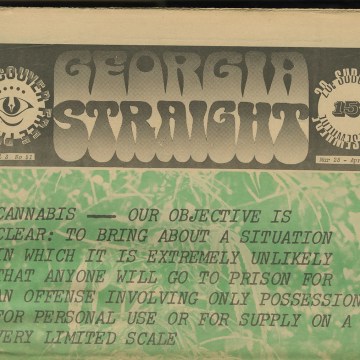 GEORGIA
STRAIGHT
15
CANNABIS — OUR OBJECTIVE IS
CLEAR: TO BRING ABOUT A SITUATION
IN WHICH IT IS EXTREMELY UNLIKELY
THAT ANYONE WILL GO TO PRISON FOR
AN OFFENSE INVOLVING ONLY POSSESSION
FOR PERSONAL USE OR FOR SUPPLY ON A
VERY LIMITED SCALE